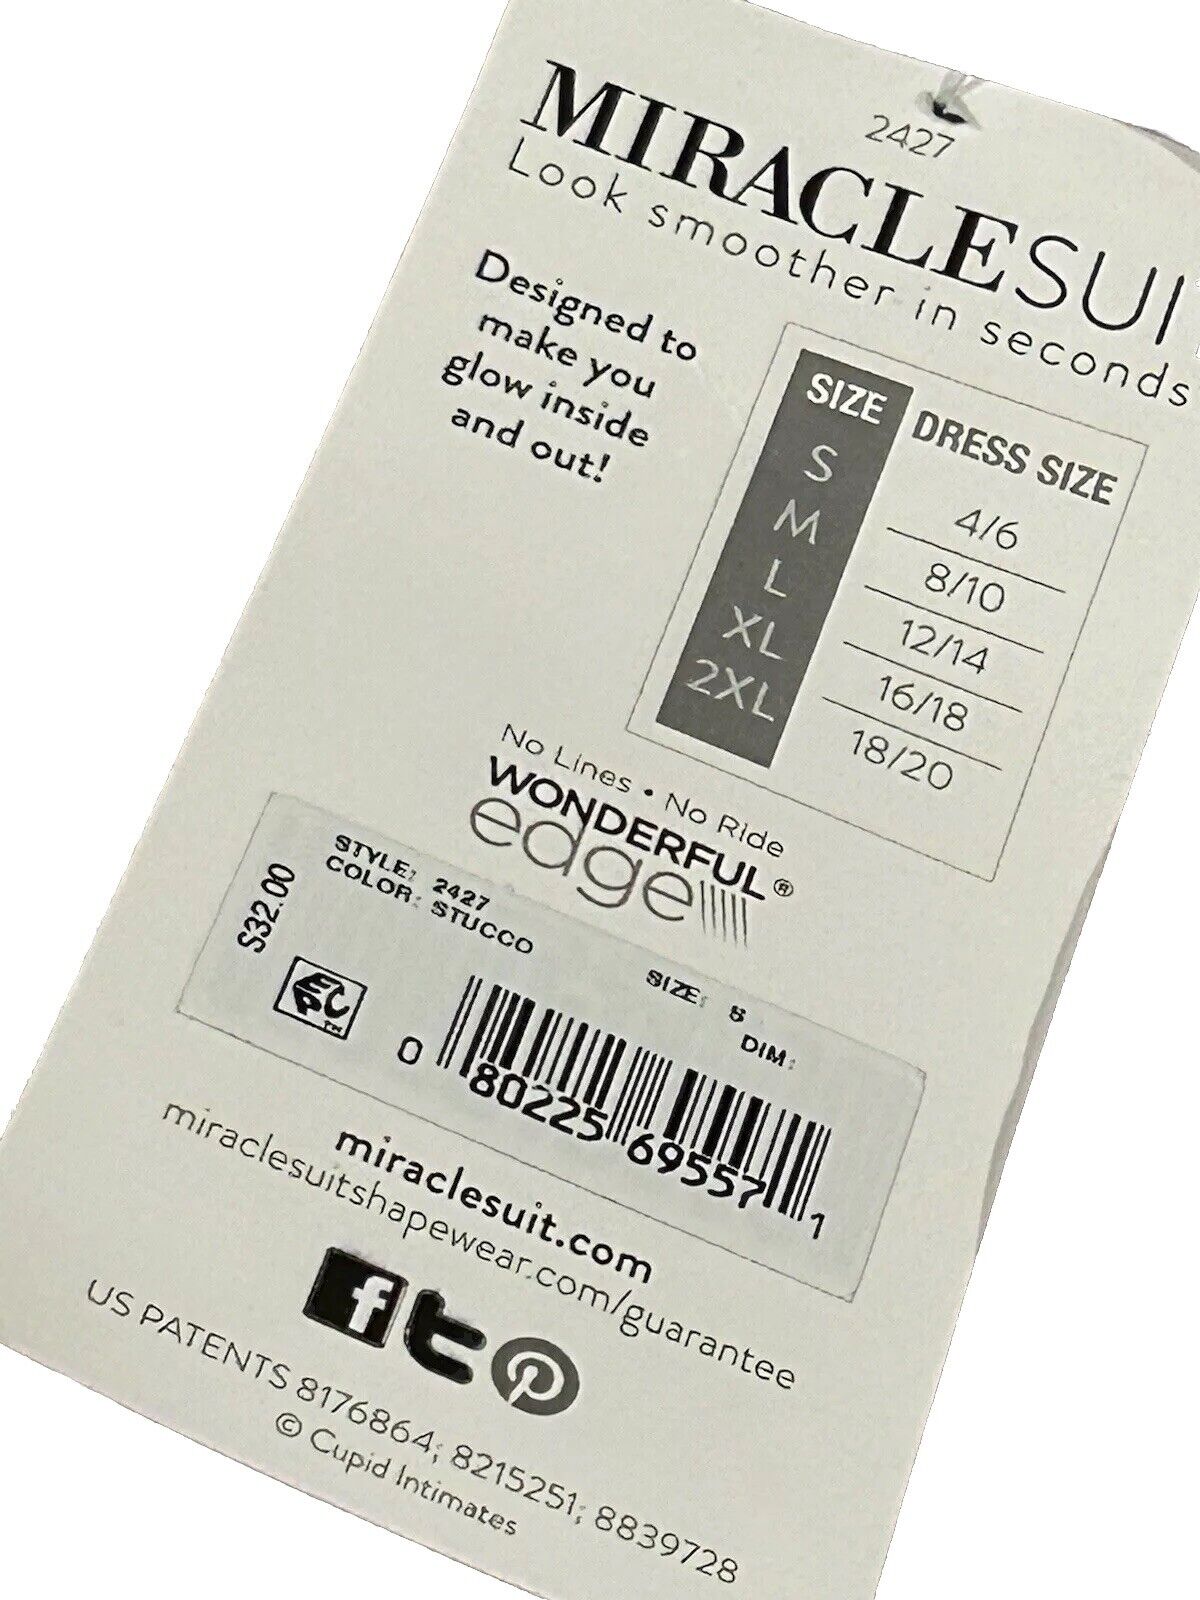 2427
MIRACLESUI
Look smoother in seconds
Designed to
make you
glow inside
and out!
SIZE DRESS SIZE
S 4/6
M 8/10
L 12/14
XL 16/18
2XL 18/20
No Lines • No Ride
WONDERFUL®
edge
STYLE: 2427
COLOR: STUCCO
SIZE: S
DIM:
$32.00
EPC™
0 80225 69557 1
miraclesuit.com
miraclesuitshapewear.com/guarantee
US PATENTS 8176864; 8215251; 8839728
© Cupid Intimates